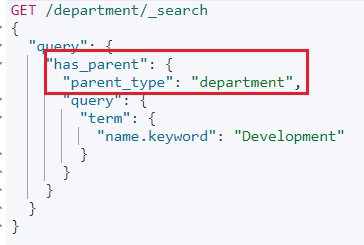 GET /department/_search
{
  "query": {
    "has_parent": {
      "parent_type": "department",
      "query": {
        "term": {
          "name.keyword": "Development"
        }
      }
    }
  }
}